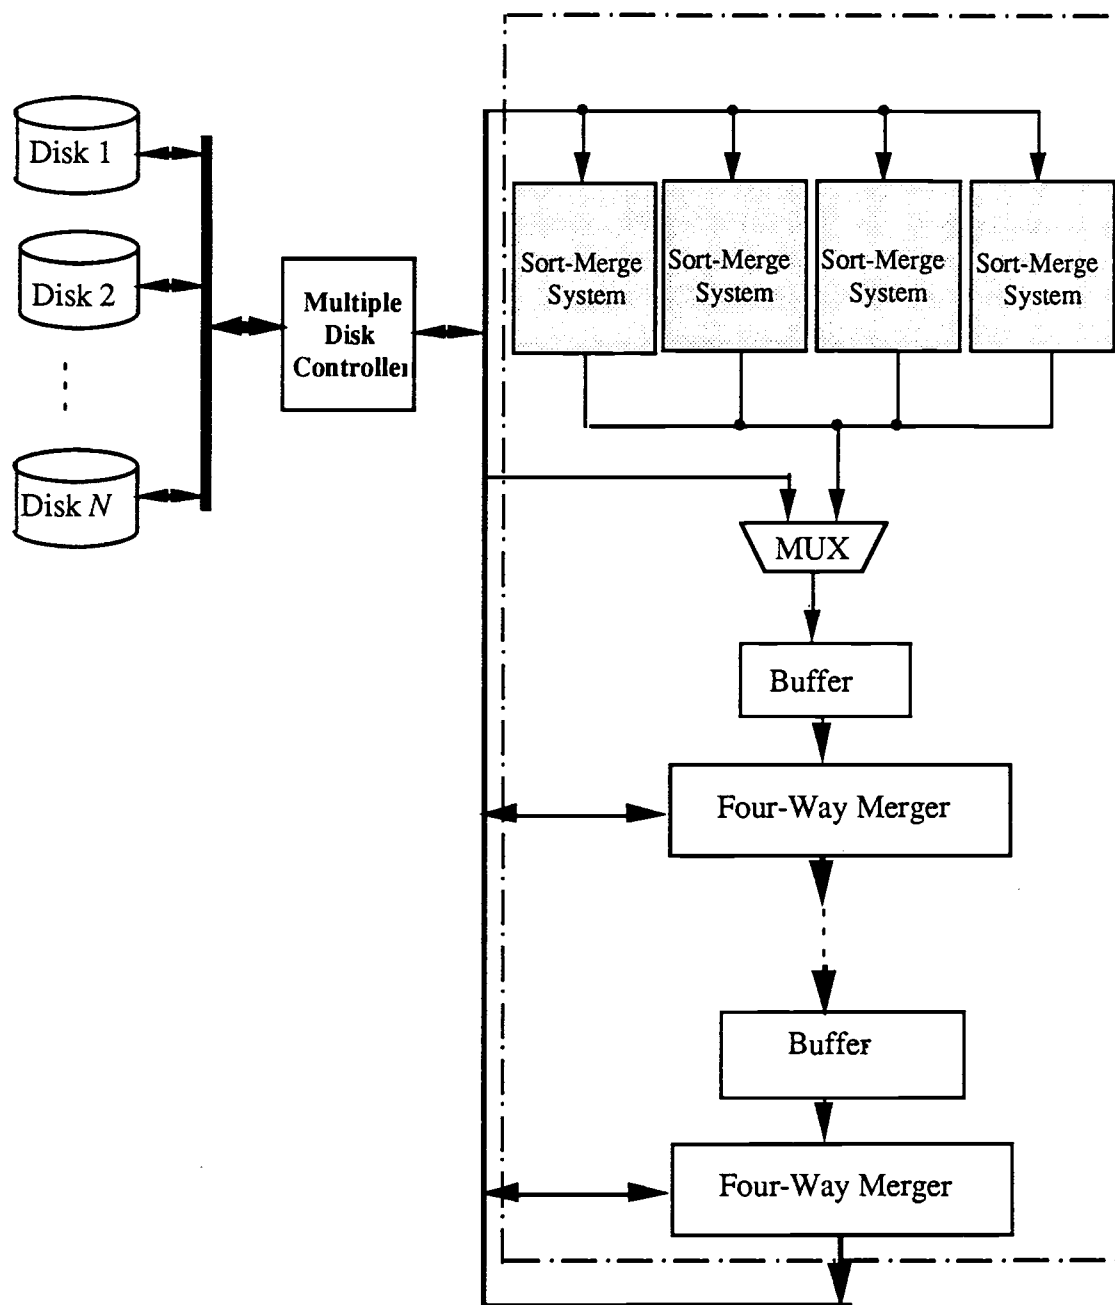 Disk 1
Disk 2
Disk N
Multiple
Disk
Controller
Sort-Merge
System
Sort-Merge
System
Sort-Merge
System
Sort-Merge
System
MUX
Buffer
Four-Way Merger
Buffer
Four-Way Merger